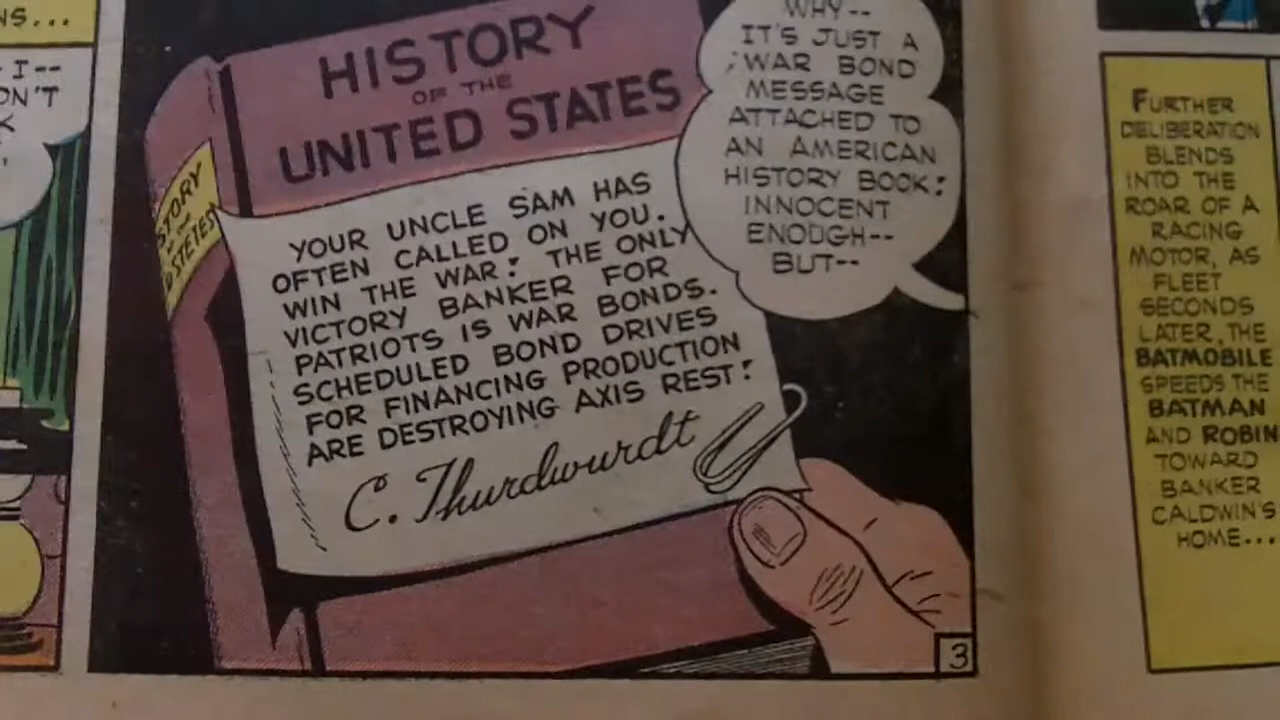 NS...
I--
ON'T
K
HISTORY
OF THE
UNITED STATES
STORY
STETES
YOUR UNCLE SAM HAS
OFTEN CALLED ON YOU.
WIN THE WAR! THE ONLY
VICTORY BANKER FOR
PATRIOTS IS WAR BONDS.
SCHEDULED BOND DRIVES
FOR FINANCING PRODUCTION
ARE DESTROYING AXIS REST!
C. Thurdwurdt
WHY--
IT'S JUST A
WAR BOND
MESSAGE
ATTACHED TO
AN AMERICAN
HISTORY BOOK!
INNOCENT
ENOUGH--
BUT--
3
FURTHER
DELIBERATION
BLENDS
INTO THE
ROAR OF A
RACING
MOTOR, AS
FLEET
SECONDS
LATER, THE
BATMOBILE
SPEEDS THE
BATMAN
AND ROBIN
TOWARD
BANKER
CALDWIN'S
HOME...